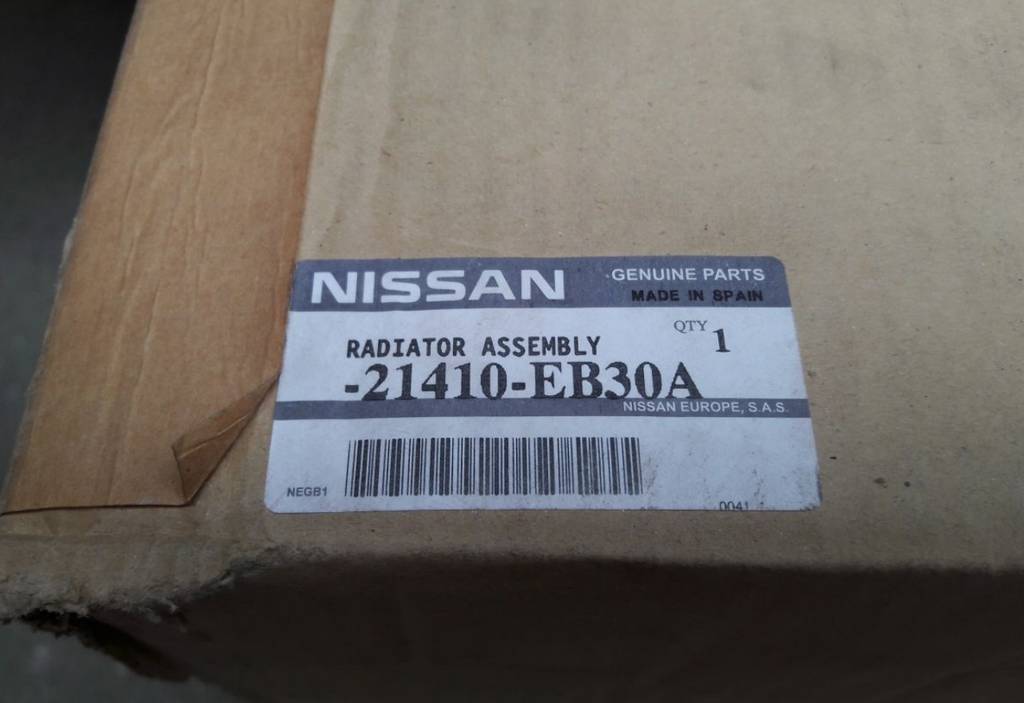 NISSAN GENUINE PARTS
MADE IN SPAIN
QTY 1
RADIATOR ASSEMBLY
-21410-EB30A
NISSAN EUROPE, S.A.S.
NEGB1
0041